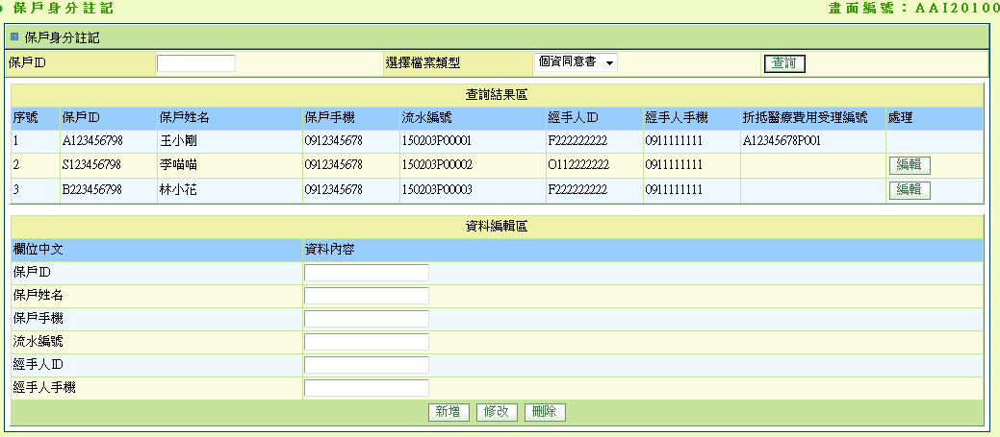 保戶身分註記 畫面編號：AAI20100
保戶身分註記
保戶ID 選擇檔案類型 個資同意書 查詢
查詢結果區
序號 保戶ID 保戶姓名 保戶手機 流水編號 經手人ID 經手人手機 折抵醫療費用受理編號 處理
1 A123456798 王小剛 0912345678 150203P00001 F222222222 0911111111 A12345678P001
2 S123456798 李喵喵 0912345678 150203P00002 O112222222 0911111111 編輯
3 B223456798 林小花 0912345678 150203P00003 F222222222 0911111111 編輯
資料編輯區
欄位中文 資料內容
保戶ID
保戶姓名
保戶手機
流水編號
經手人ID
經手人手機
新增 修改 刪除